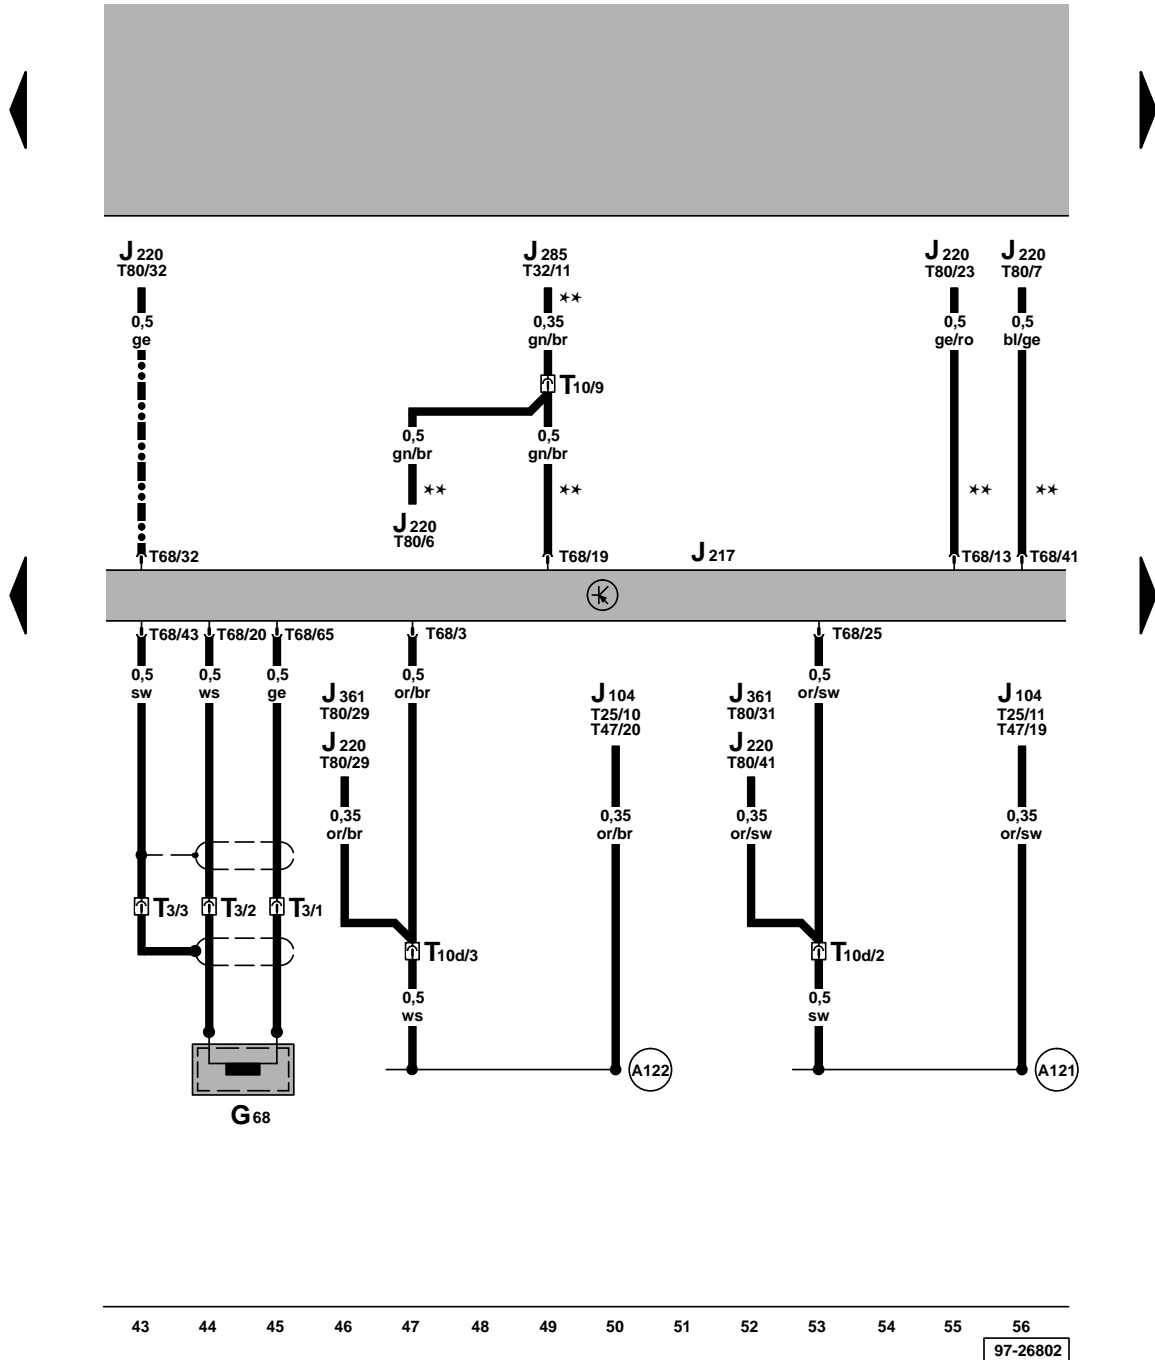 J 220 J 285 J 220 J 220
T80/32 T32/11 T80/23 T80/7
★★
0,5 0,35 0,5 0,5
ge gn/br ge/ro bl/ge
T10/9
0,5 0,5
gn/br gn/br
★★ ★★ ★★ ★★
J 220
T80/6
T68/32 T68/19 J 217 T68/13 T68/41
T68/43 T68/20 T68/65 T68/3 T68/25
0,5 0,5 0,5 0,5 0,5
sw ws ge or/br or/sw
J 361 J 104 J 361 J 104
T80/29 T25/10 T80/31 T25/11
T47/20 T47/19
J 220 J 220
T80/29 T80/41
0,35 0,35 0,35 0,35
or/br or/br or/sw or/sw
T3/3 T3/2 T3/1
T10d/3 T10d/2
0,5 0,5
ws sw
A122 A121
G 68
43 44 45 46 47 48 49 50 51 52 53 54 55 56
97-26802